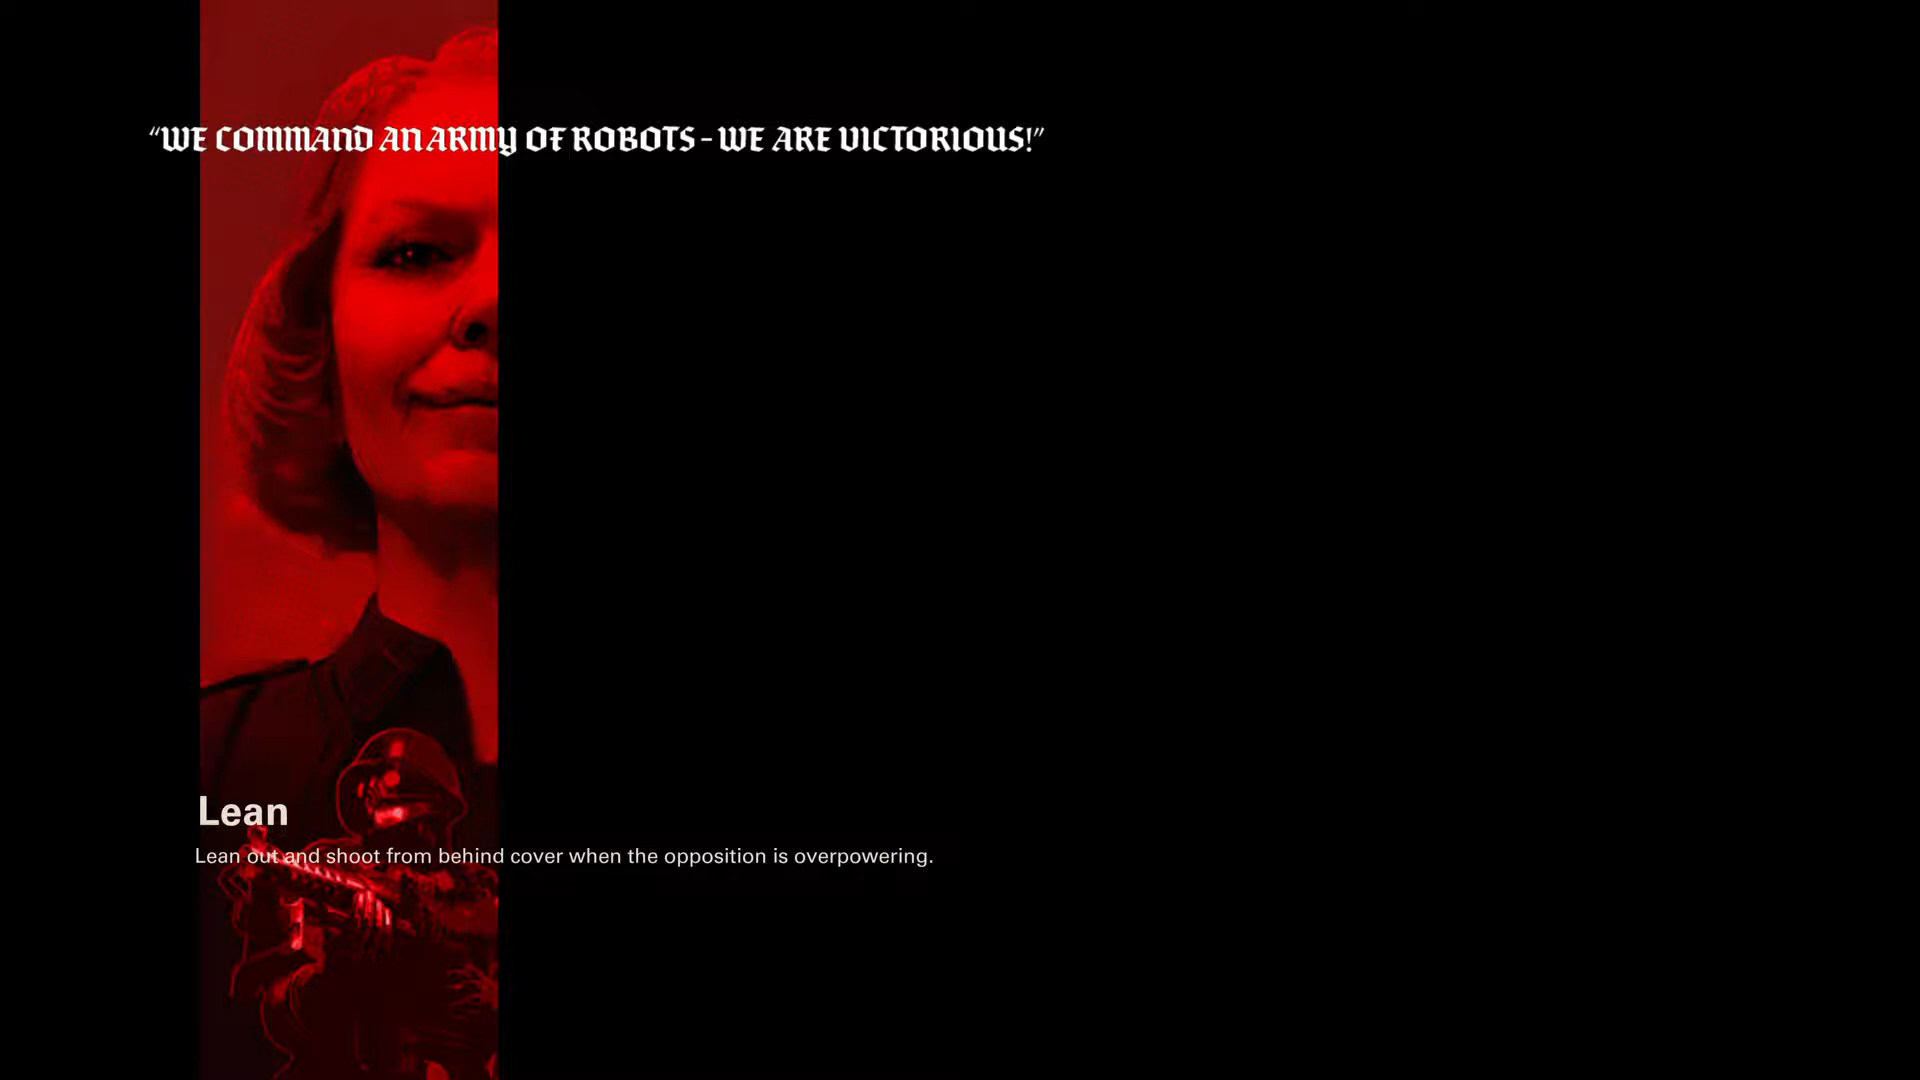 “WE COMMAND AN ARMY OF ROBOTS – WE ARE VICTORIOUS!”
Lean
Lean out and shoot from behind cover when the opposition is overpowering.